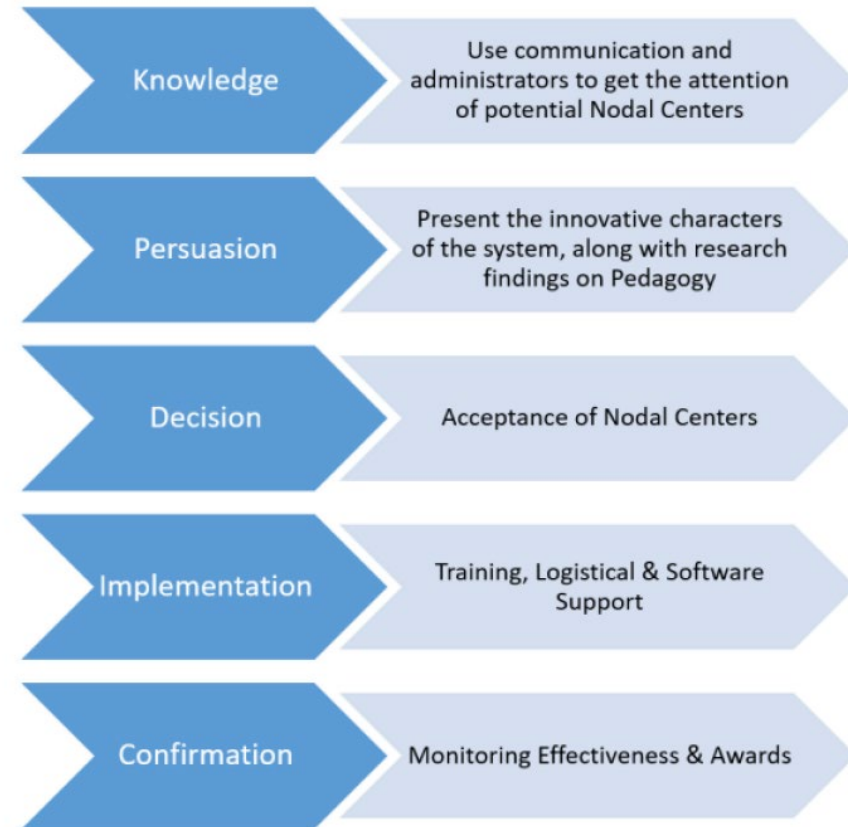 Knowledge
Use communication and
administrators to get the attention
of potential Nodal Centers
Persuasion
Present the innovative characters
of the system, along with research
findings on Pedagogy
Decision
Acceptance of Nodal Centers
Implementation
Training, Logistical & Software
Support
Confirmation
Monitoring Effectiveness & Awards